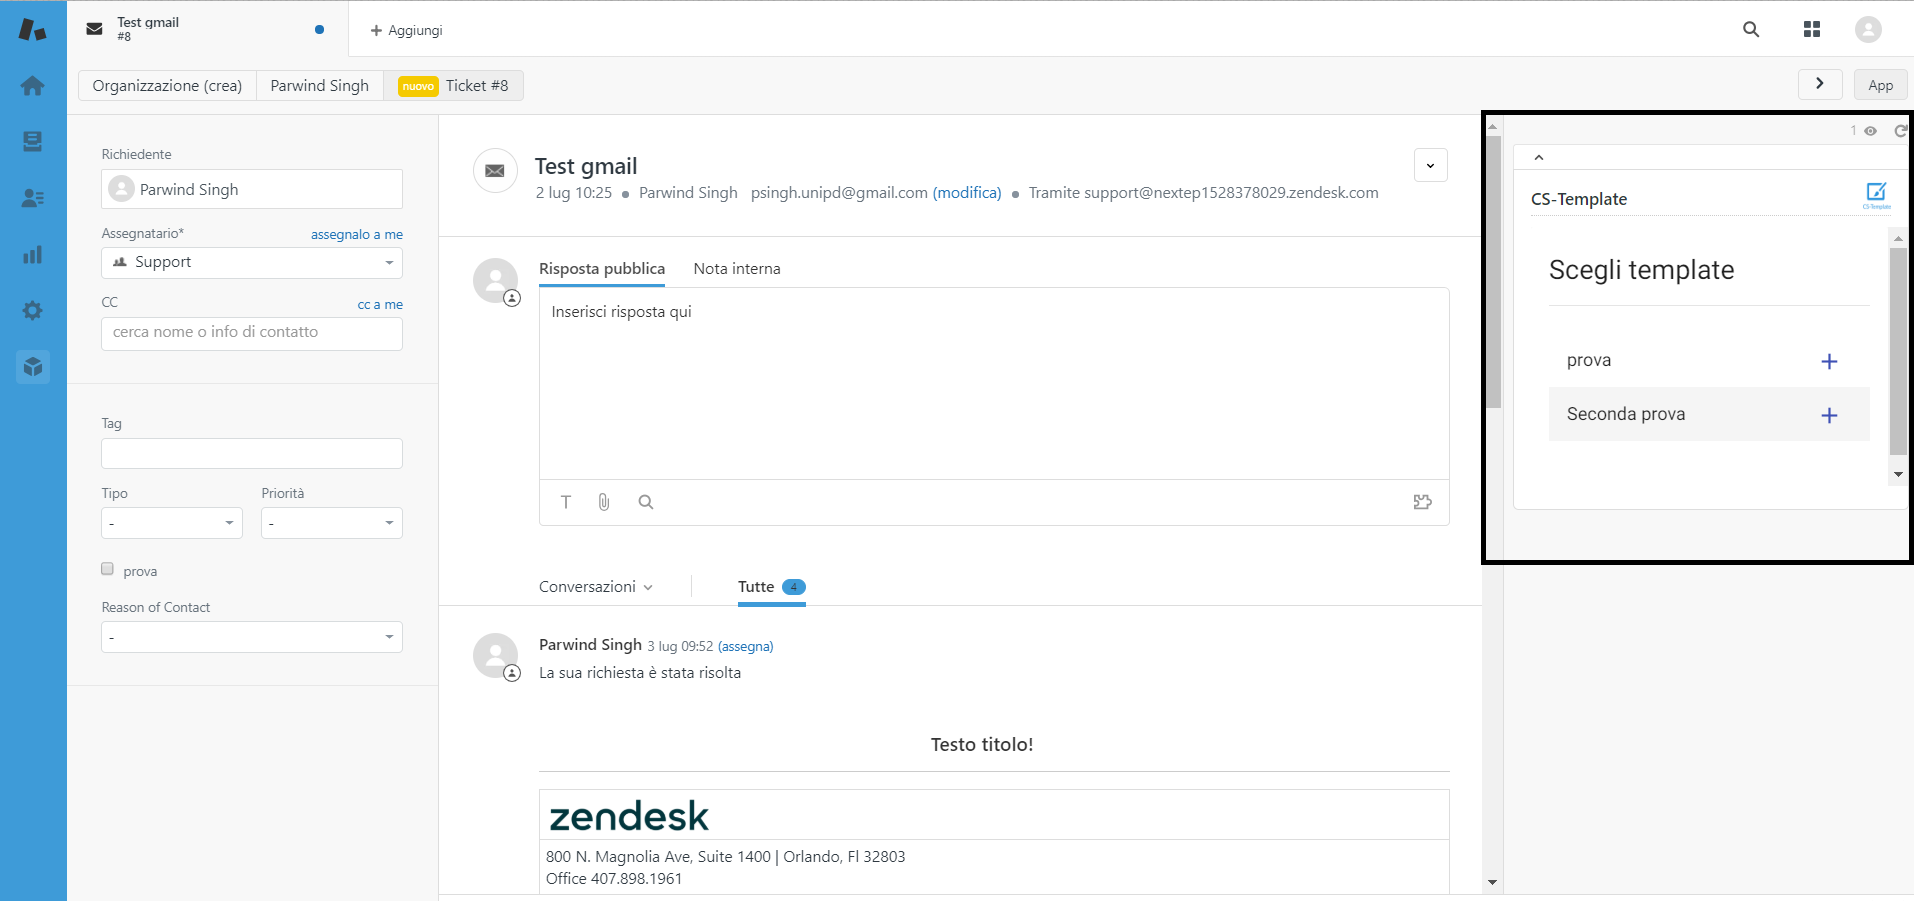 Test gmail
#8
Aggiungi
Organizzazione (crea)
Parwind Singh
nuovo Ticket #8
App
Richiedente
Parwind Singh
Assegnatario*
assegnalo a me
Support
CC
cc a me
cerca nome o info di contatto
Tag
Tipo
Priorità
-
-
prova
Reason of Contact
-
Test gmail
2 lug 10:25 ● Parwind Singh psingh.unipd@gmail.com (modifica) ● Tramite support@nextep1528378029.zendesk.com
Risposta pubblica
Nota interna
Inserisci risposta qui
T
Conversazioni
Tutte 4
Parwind Singh 3 lug 09:52 (assegna)
La sua richiesta è stata risolta
Testo titolo!
zendesk
800 N. Magnolia Ave, Suite 1400 | Orlando, Fl 32803
Office 407.898.1961
1
CS-Template
CS-Template
Scegli template
prova +
Seconda prova +